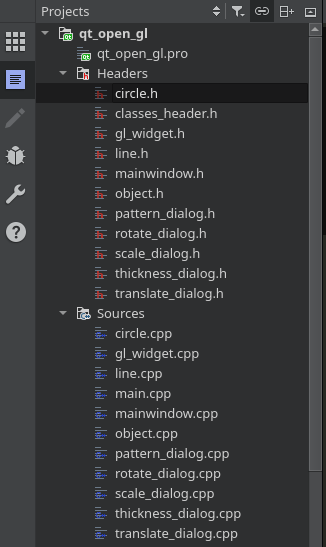 Projects
qt_open_gl
qt_open_gl.pro
Headers
circle.h
classes_header.h
gl_widget.h
line.h
mainwindow.h
object.h
pattern_dialog.h
rotate_dialog.h
scale_dialog.h
thickness_dialog.h
translate_dialog.h
Sources
circle.cpp
gl_widget.cpp
line.cpp
main.cpp
mainwindow.cpp
object.cpp
pattern_dialog.cpp
rotate_dialog.cpp
scale_dialog.cpp
thickness_dialog.cpp
translate_dialog.cpp